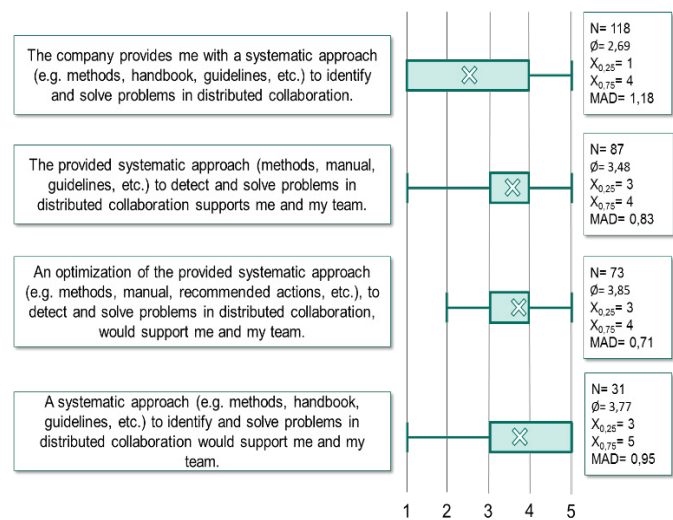 The company provides me with a systematic approach
(e.g. methods, handbook, guidelines, etc.) to identify
and solve problems in distributed collaboration.
N= 118
Ø= 2,69
X0,25= 1
X0,75= 4
MAD= 1,18
The provided systematic approach (methods, manual,
guidelines, etc.) to detect and solve problems in
distributed collaboration supports me and my team.
N= 87
Ø= 3,48
X0,25= 3
X0,75= 4
MAD= 0,83
An optimization of the provided systematic approach
(e.g. methods, manual, recommended actions, etc.), to
detect and solve problems in distributed collaboration,
would support me and my team.
N= 73
Ø= 3,85
X0,25= 3
X0,75= 4
MAD= 0,71
A systematic approach (e.g. methods, handbook,
guidelines, etc.) to identify and solve problems in
distributed collaboration would support me and my
team.
N= 31
Ø= 3,77
X0,25= 3
X0,75= 5
MAD= 0,95
1 2 3 4 5